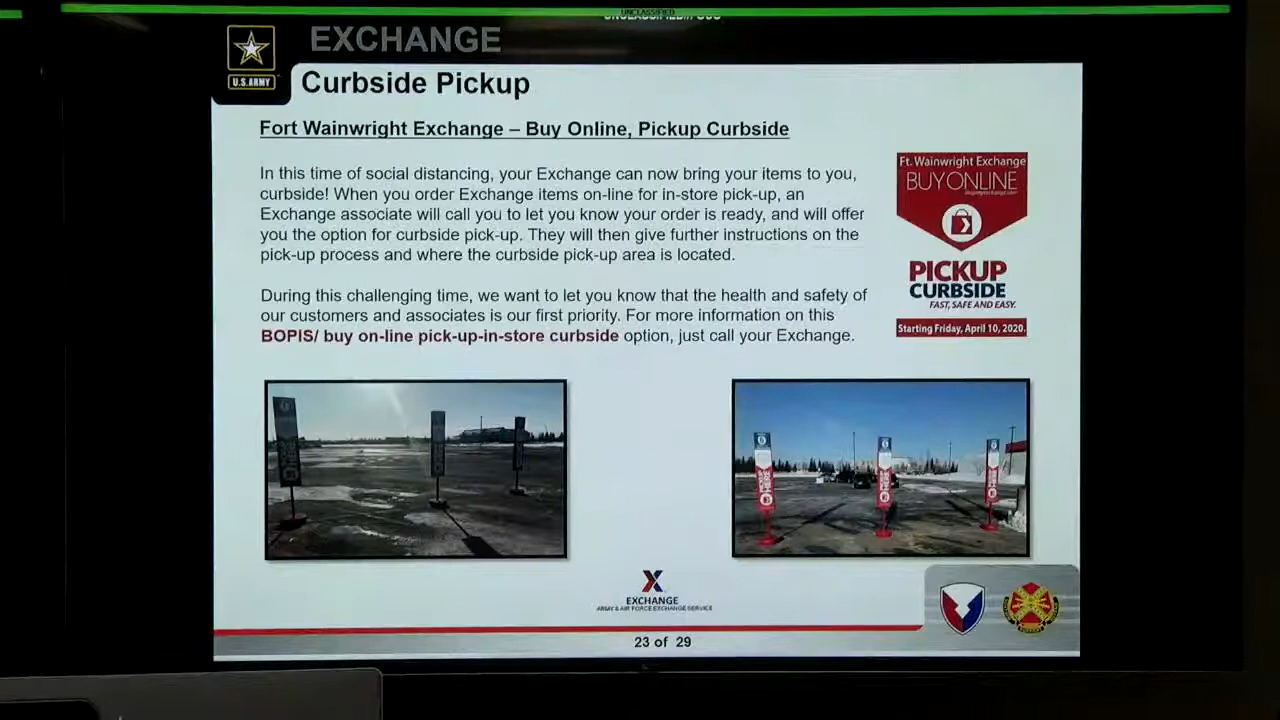 UNCLASSIFIED
EXCHANGE
U.S.ARMY
Curbside Pickup
Fort Wainwright Exchange – Buy Online, Pickup Curbside
In this time of social distancing, your Exchange can now bring your items to you,
curbside! When you order Exchange items on-line for in-store pick-up, an
Exchange associate will call you to let you know your order is ready, and will offer
you the option for curbside pick-up. They will then give further instructions on the
pick-up process and where the curbside pick-up area is located.
During this challenging time, we want to let you know that the health and safety of
our customers and associates is our first priority. For more information on this
BOPIS/ buy on-line pick-up-in-store curbside option, just call your Exchange.
Ft. Wainwright Exchange
BUY ONLINE
PICKUP
CURBSIDE
FAST, SAFE AND EASY.
Starting Friday, April 10, 2020.
HERE
HERE
HERE
EXCHANGE
ARMY & AIR FORCE EXCHANGE SERVICE
23 of 29